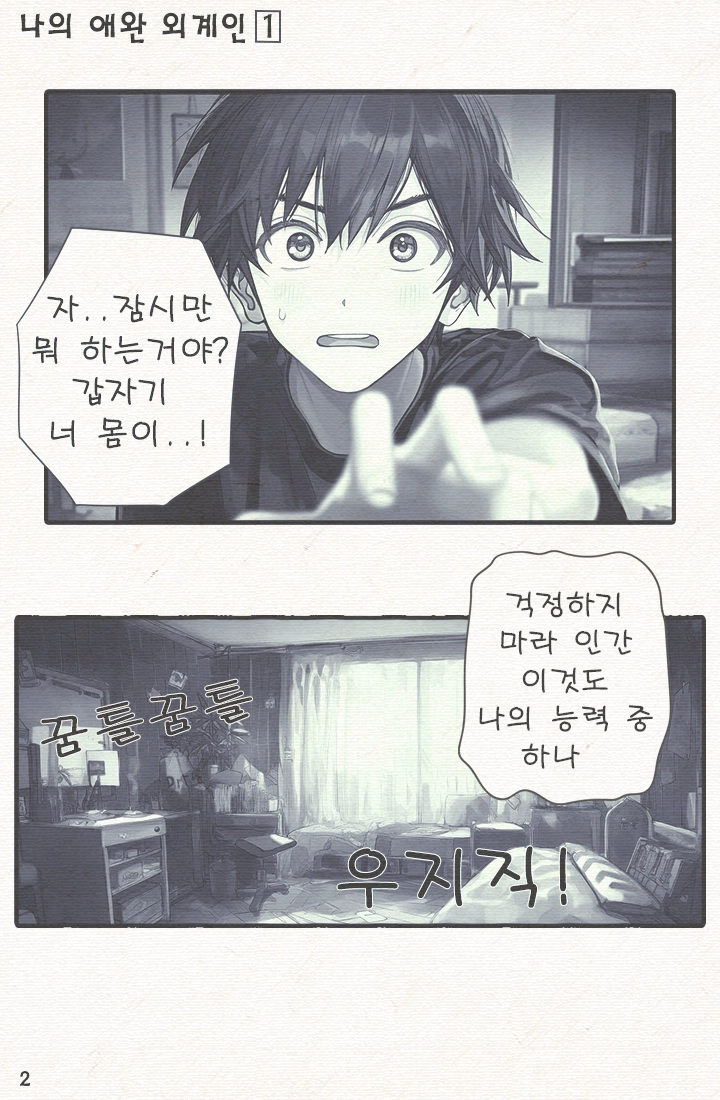 나의 애완 외계인 1
자..잠시만
뭐 하는거야?
갑자기
너 몸이..!
걱정하지
마라 인간
이것도
나의 능력 중
하나
꿈틀꿈틀
우지직!
2